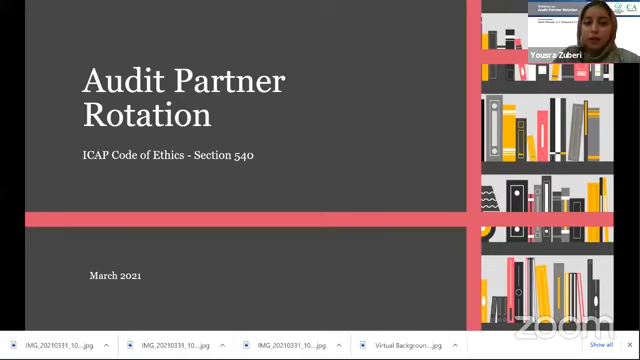 Audit Partner
Rotation
ICAP Code of Ethics - Section 540
March 2021
Audit Partner Rotation
CA
Yousra Zuberi
zoom
IMG_20210331_10....jpg
IMG_20210331_10....jpg
IMG_20210331_10....jpg
Virtual Background....jpg
Show all